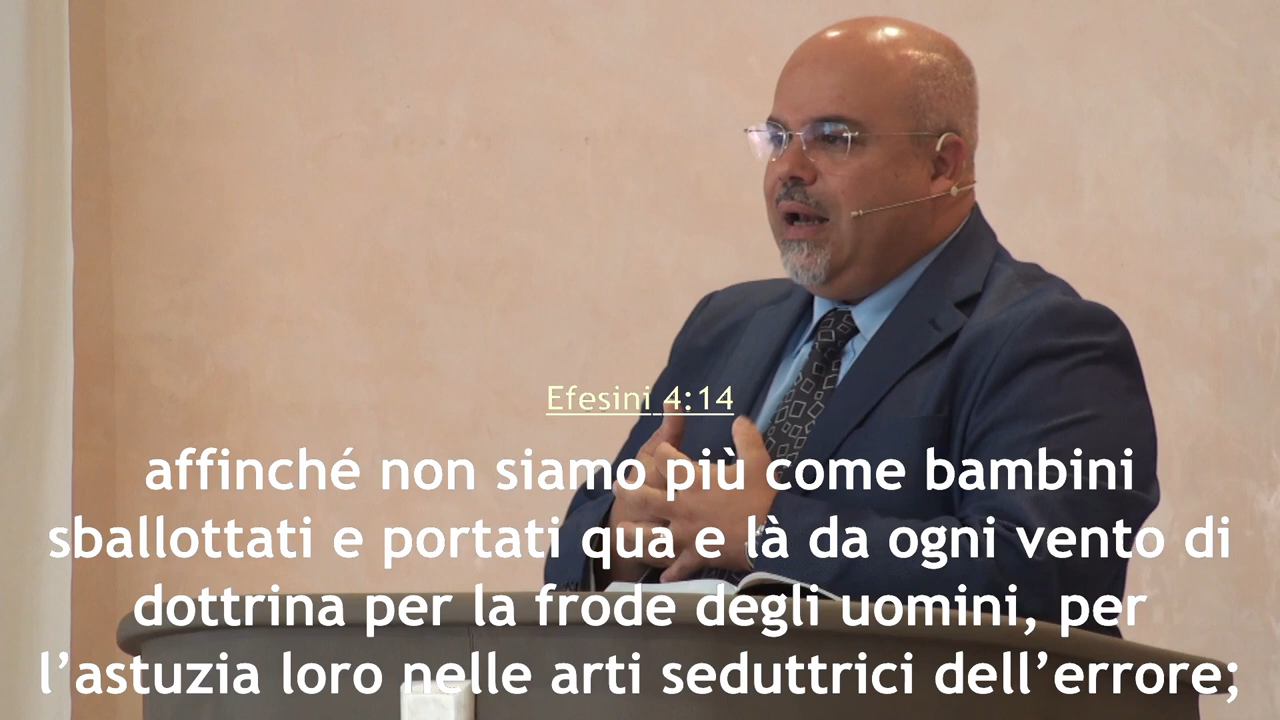 Efesini 4:14
affinché non siamo più come bambini
sballottati e portati qua e là da ogni vento di
dottrina per la frode degli uomini, per
l’astuzia loro nelle arti seduttrici dell’errore;